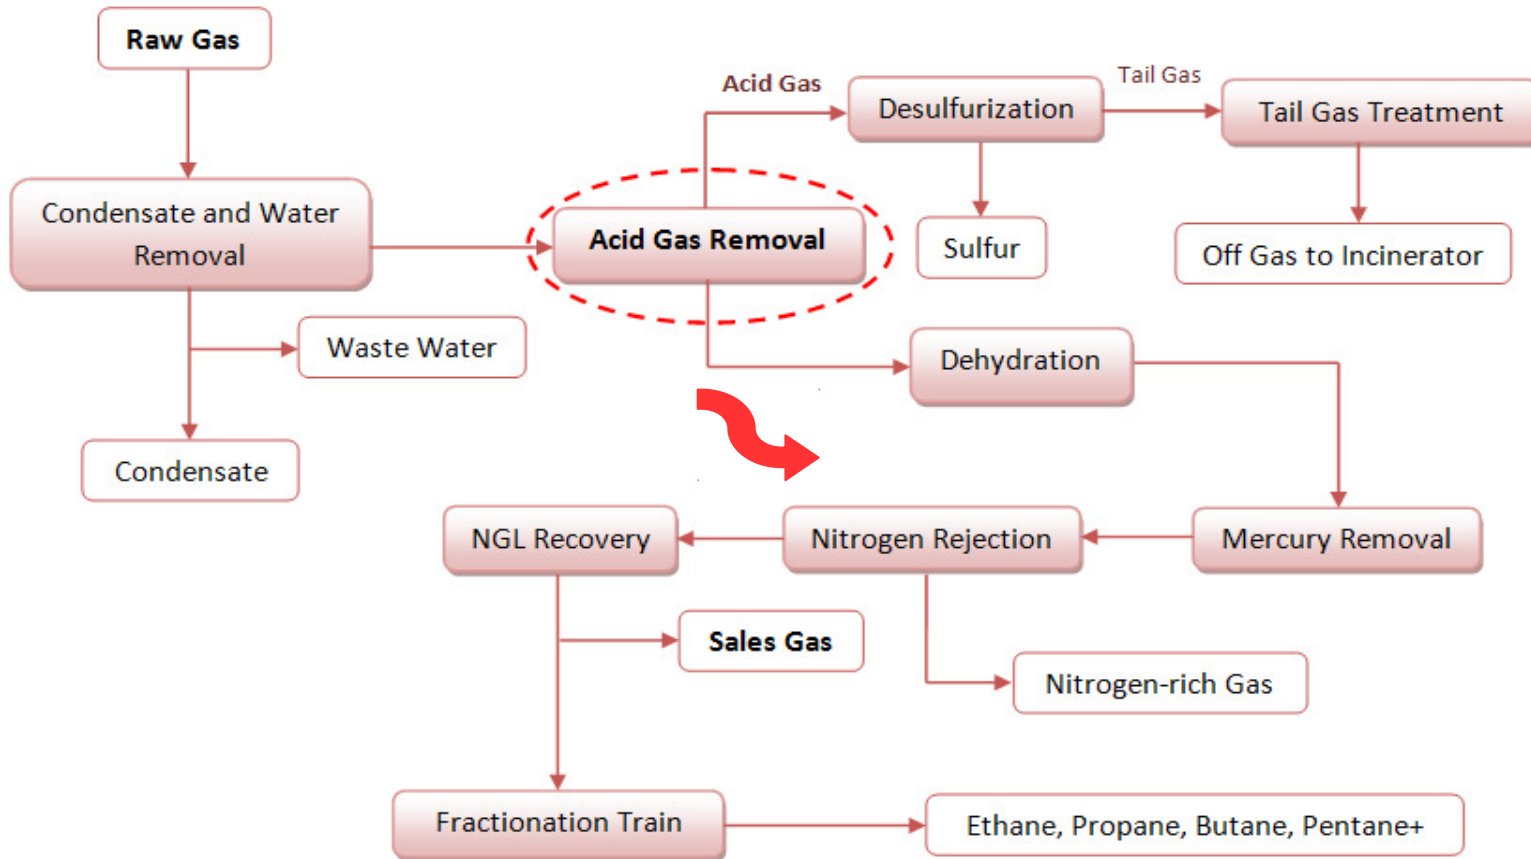 Raw Gas
Acid Gas
Desulfurization
Tail Gas
Tail Gas Treatment
Condensate and Water
Removal
Acid Gas Removal
Sulfur
Off Gas to Incinerator
Waste Water
Dehydration
Condensate
NGL Recovery
Nitrogen Rejection
Mercury Removal
Sales Gas
Nitrogen-rich Gas
Fractionation Train
Ethane, Propane, Butane, Pentane+